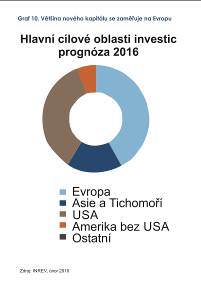 Graf 10. Většina nového kapitálu se zaměřuje na Evropu
Hlavní cílové oblasti investic
prognóza 2016
Evropa
Asie a Tichomoří
USA
Amerika bez USA
Ostatní
Zdroj: INREV, únor 2016